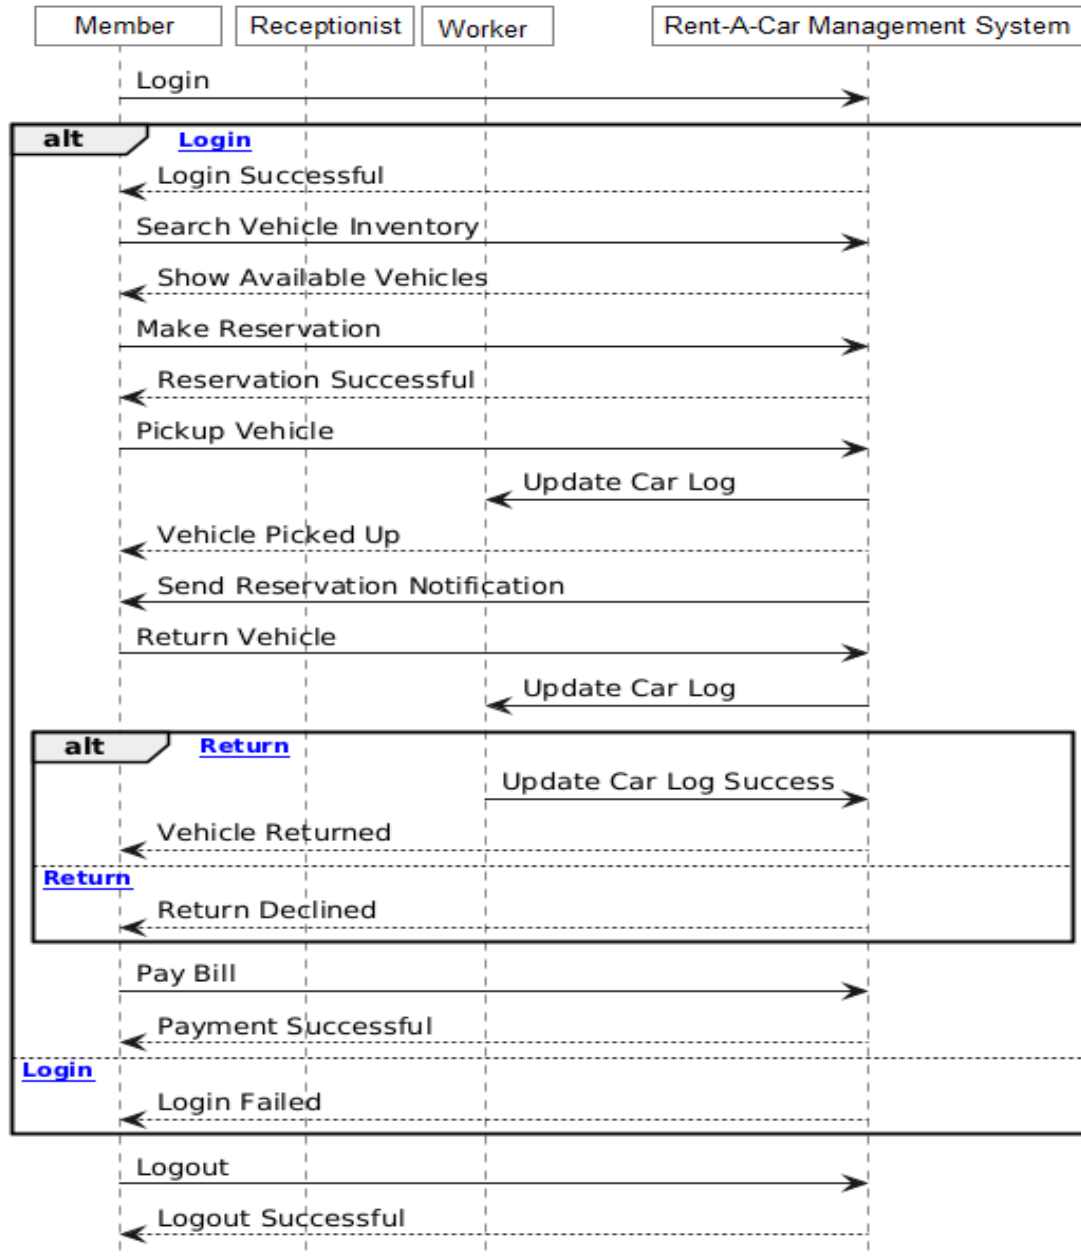 Member
Receptionist
Worker
Rent-A-Car Management System
Login
alt
Login
Login Successful
Search Vehicle Inventory
Show Available Vehicles
Make Reservation
Reservation Successful
Pickup Vehicle
Update Car Log
Vehicle Picked Up
Send Reservation Notification
Return Vehicle
Update Car Log
alt
Return
Update Car Log Success
Vehicle Returned
Return
Return Declined
Pay Bill
Payment Successful
Login
Login Failed
Logout
Logout Successful